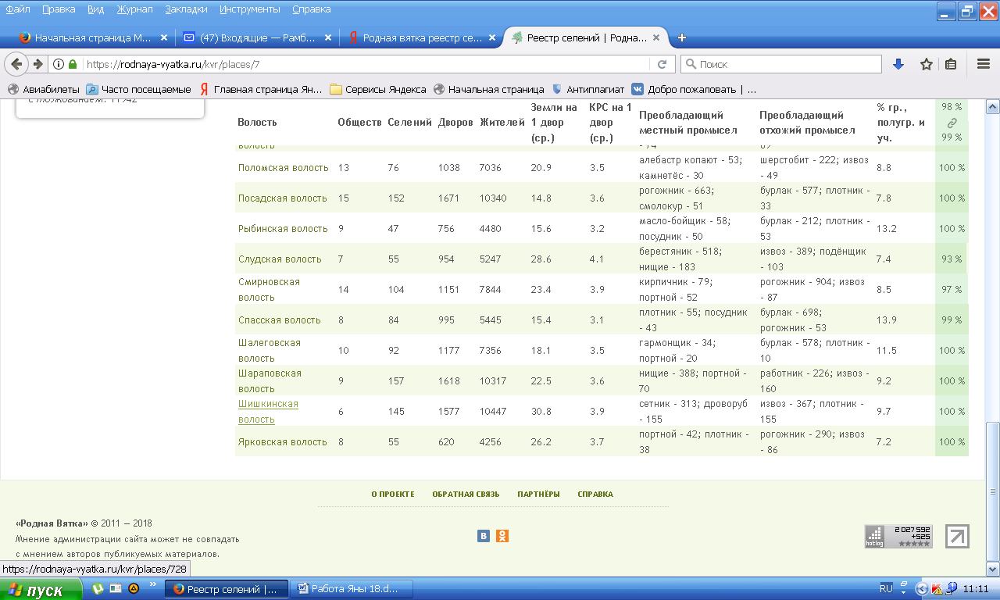 Файл Правка Вид Журнал Закладки Инструменты Справка
Начальная страница M... (47) Входящие — Рамб... Родная вятка реестр се... Реестр селений | Родна...
https://rodnaya-vyatka.ru/kvr/places/7 Поиск
Авиабилеты Часто посещаемые Главная страница Ян... Сервисы Яндекса Начальная страница Антиплагиат Добро пожаловать | ...
с толкованием: 11942
Волость Обществ Селений Дворов Жителей Земли на 1 двор (ср.) КРС на 1 двор (ср.) Преобладающий местный промысел Преобладающий отхожий промысел % гр., полугр. и уч. 98 % 99 %
волость - 74 89
Поломская волость 13 76 1038 7036 20.9 3.5 алебастр копают - 53; камнетёс - 30 шерстобит - 222; извоз - 49 8.8 100 %
Посадская волость 15 152 1671 10340 14.8 3.6 рогожник - 663; смолокур - 51 бурлак - 577; плотник - 33 7.8 100 %
Рыбинская волость 9 47 756 4480 15.6 3.2 масло-бойщик - 58; посудник - 50 бурлак - 212; плотник - 53 13.2 100 %
Слудская волость 7 55 954 5247 28.6 4.1 берестяник - 518; нищие - 183 извоз - 389; подёнщик - 103 7.4 93 %
Смирновская волость 14 104 1151 7844 23.4 3.9 кирпичник - 79; портной - 52 рогожник - 904; извоз - 87 8.5 97 %
Спасская волость 8 84 995 5445 15.4 3.1 плотник - 55; посудник - 43 бурлак - 698; рогожник - 53 13.9 99 %
Шалеговская волость 10 92 1177 7356 18.1 3.5 гармонщик - 34; портной - 20 бурлак - 578; плотник - 10 11.5 100 %
Шараповская волость 9 157 1618 10317 22.5 3.6 нищие - 388; портной - 70 работник - 226; извоз - 160 9.2 100 %
Шишкинская волость 6 145 1577 10447 30.8 3.9 сетник - 313; дроворуб - 155 извоз - 367; плотник - 155 9.7 100 %
Ярковская волость 8 55 620 4256 26.2 3.7 портной - 42; плотник - 38 рогожник - 290; извоз - 86 7.2 100 %
О ПРОЕКТЕ ОБРАТНАЯ СВЯЗЬ ПАРТНЁРЫ СПРАВКА
«Родная Вятка» © 2011 — 2018
Мнение администрации сайта может не совпадать
с мнением авторов публикуемых материалов.
hotlog 2 027 592 +525
https://rodnaya-vyatka.ru/kvr/places/728
пуск Реестр селений | ... Работа Яны 18.d... RU 11:11